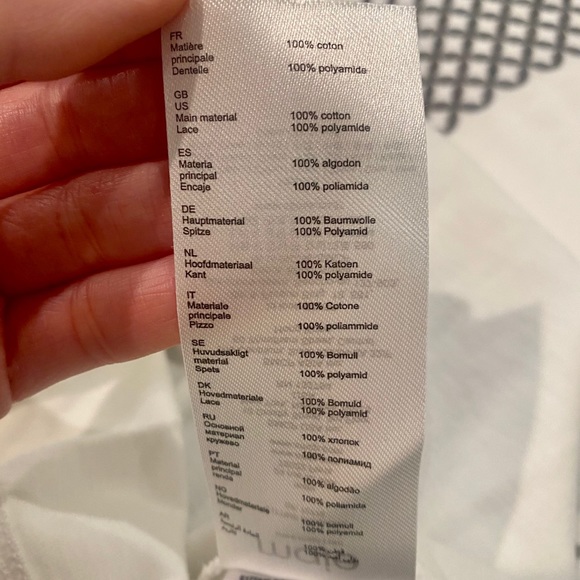 FR
Matière 100% coton
principale
Dentelle 100% polyamide
GB
US
Main material 100% cotton
Lace 100% polyamide
ES
Materia 100% algodon
principal
Encaje 100% poliamida
DE
Hauptmaterial 100% Baumwolle
Spitze 100% Polyamid
NL
Hoofdmateriaal 100% Katoen
Kant 100% polyamide
IT
Materiale 100% Cotone
principale
Pizzo 100% poliammide
SE
Huvudsakligt 100% Bomull
material
Spets 100% polyamid
DK
Hovedmateriale 100% Bomuld
Lace 100% polyamid
RU
Основной
материал 100% хлопок
кружево
100% полиамид
PT
Material
principal 100% algodão
renda
100% poliamida
NO
Hovedmateriale 100% bomull
100% polyamid
AR